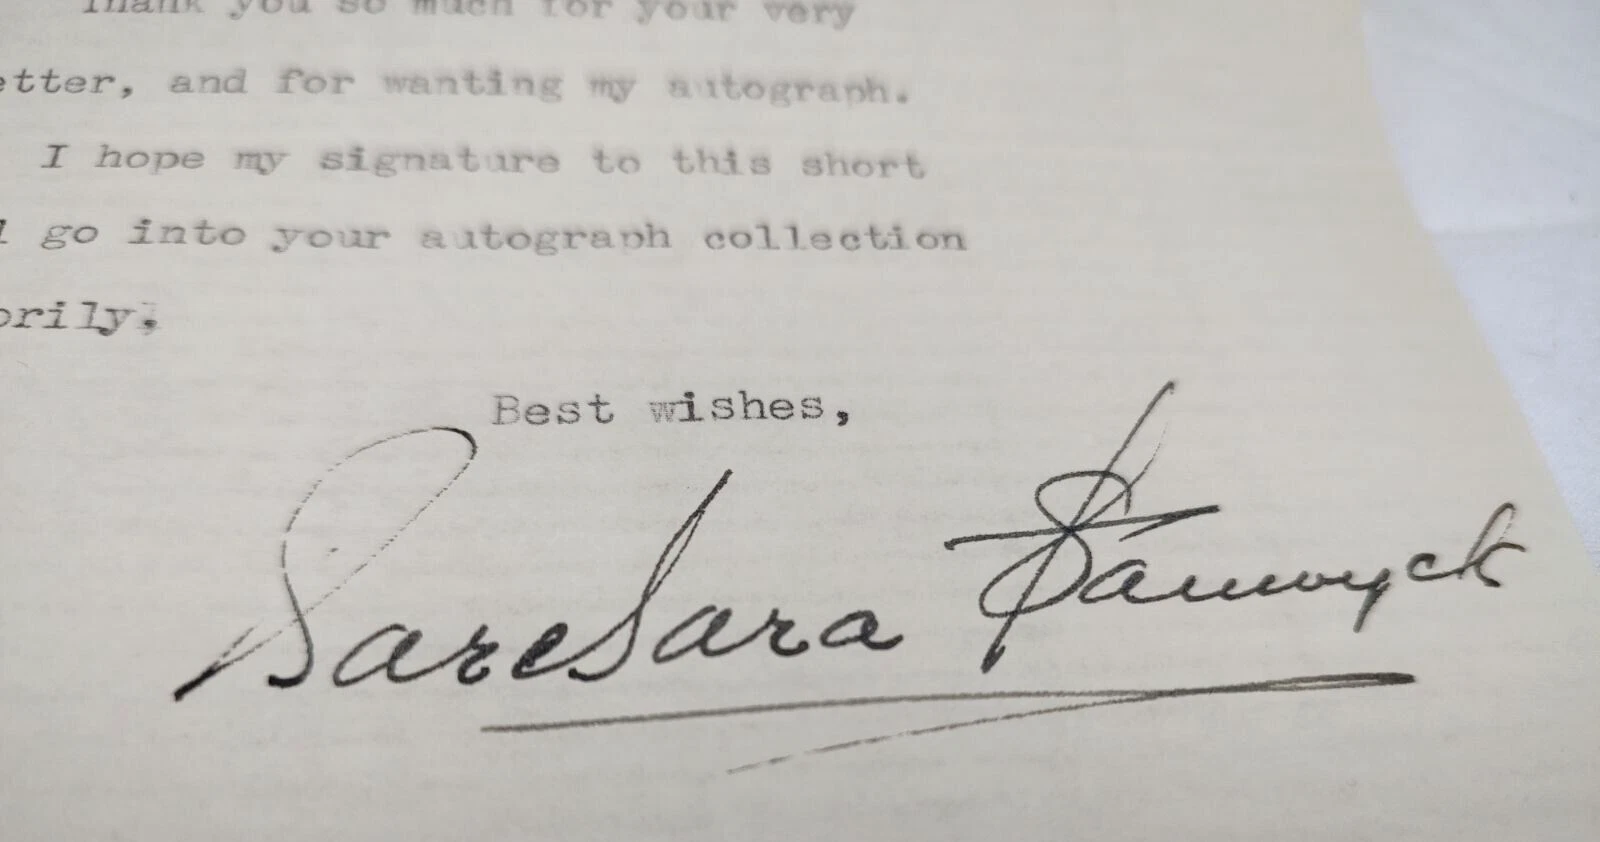 Thank you so much for your very
etter, and for wanting my autograph.
I hope my signature to this short
l go into your autograph collection
orily.
Best wishes,
Barbara Stanwyck